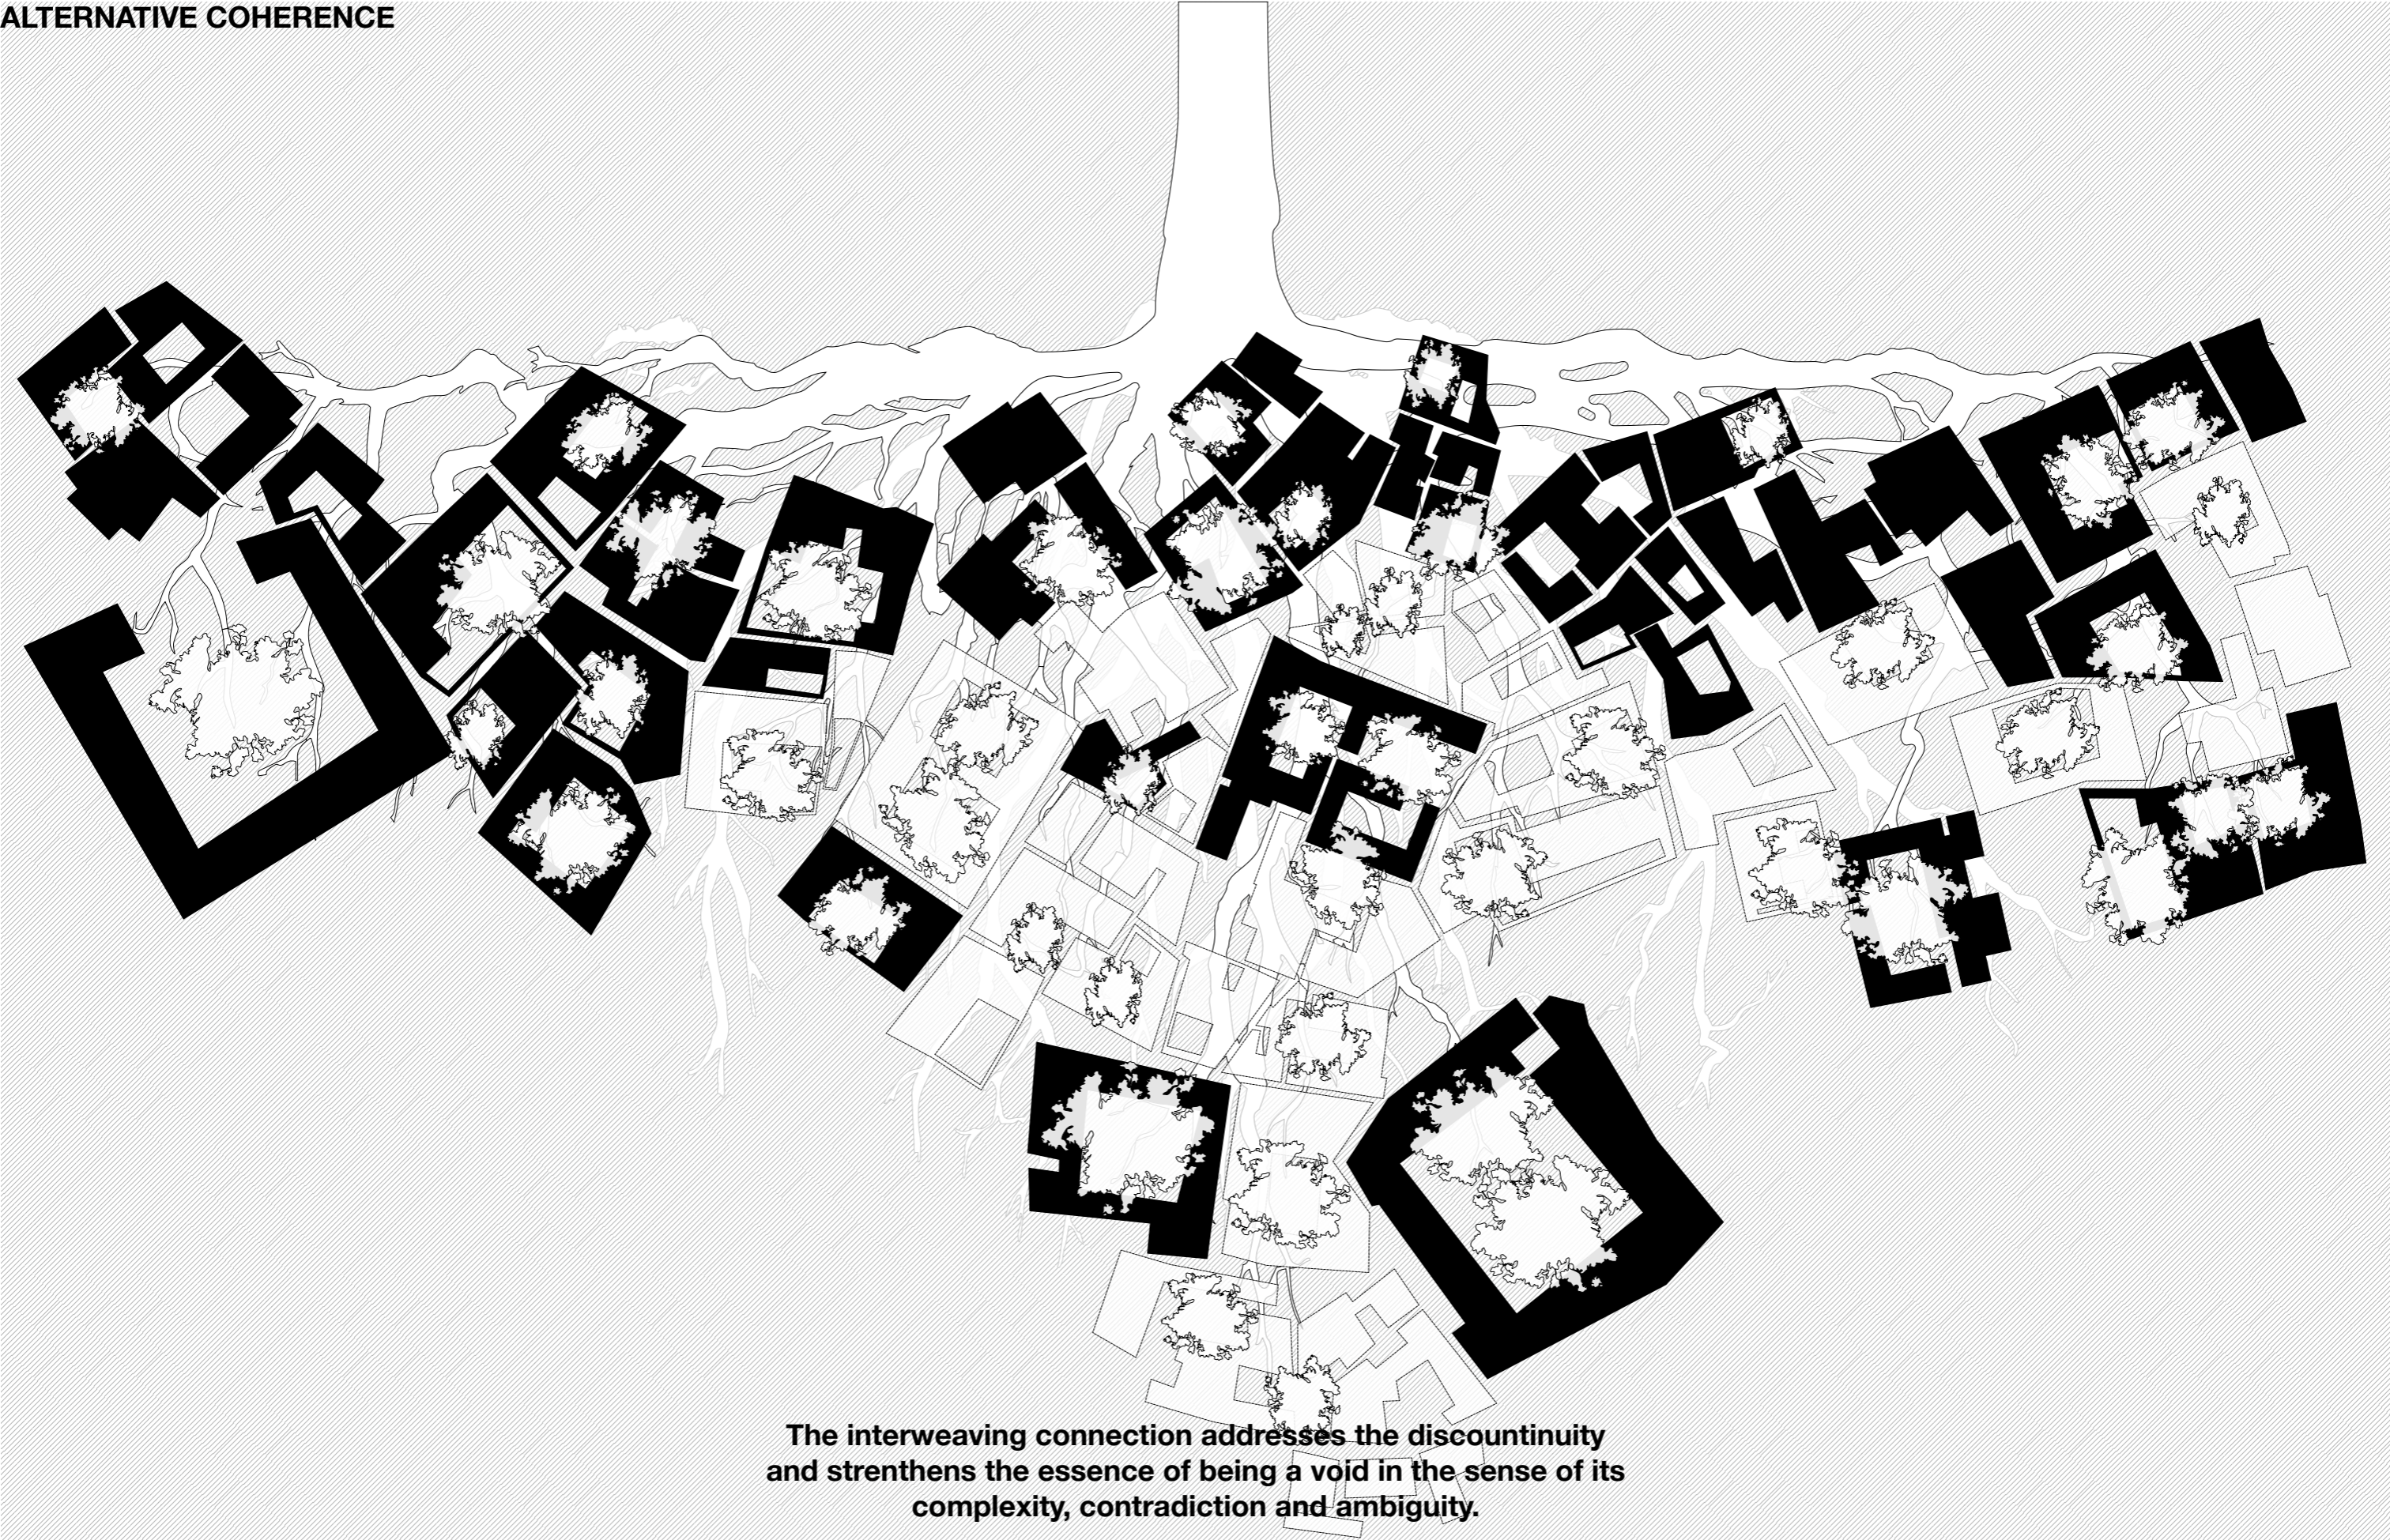 ALTERNATIVE COHERENCE
The interweaving connection addresses the discountinuity
and strenthens the essence of being a void in the sense of its
complexity, contradiction and ambiguity.